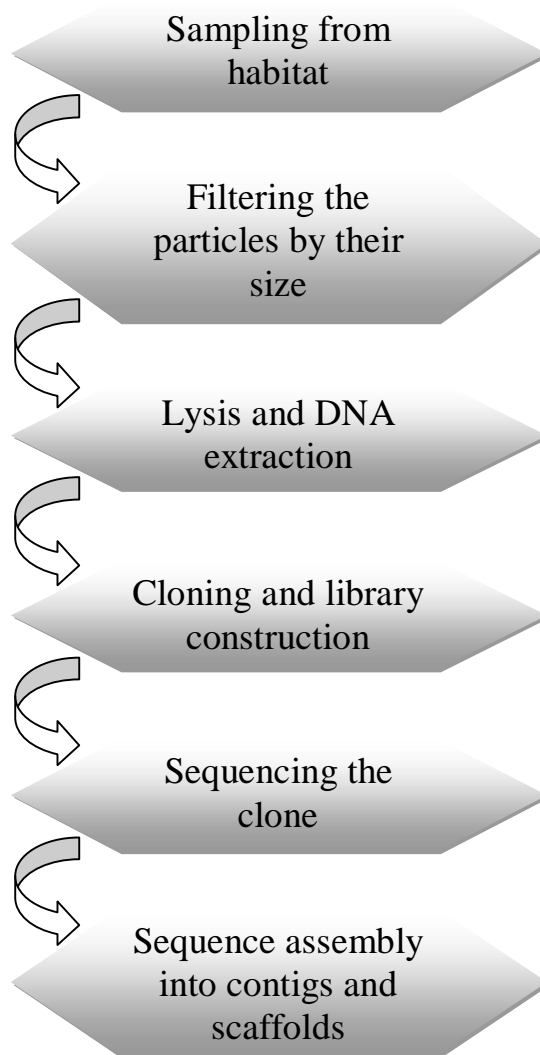 Sampling from
habitat
Filtering the
particles by their
size
Lysis and DNA
extraction
Cloning and library
construction
Sequencing the
clone
Sequence assembly
into contigs and
scaffolds